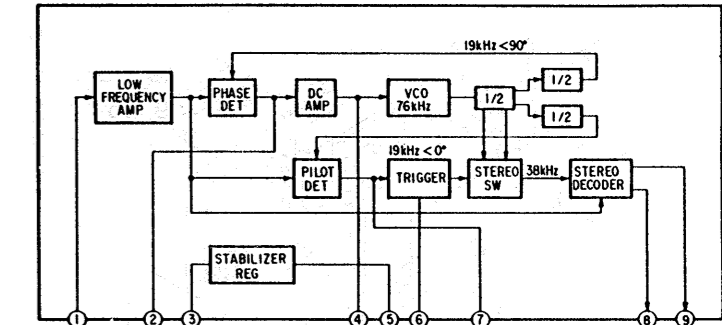 19kHz<90°
LOW
FREQUENCY
AMP
PHASE
DET
DC
AMP
VCO
76kHz
1/2
1/2
1/2
19kHz<0°
PILOT
DET
TRIGGER
STEREO
SW
38kHz
STEREO
DECODER
STABILIZER
REG
1 2 3 4 5 6 7 8 9